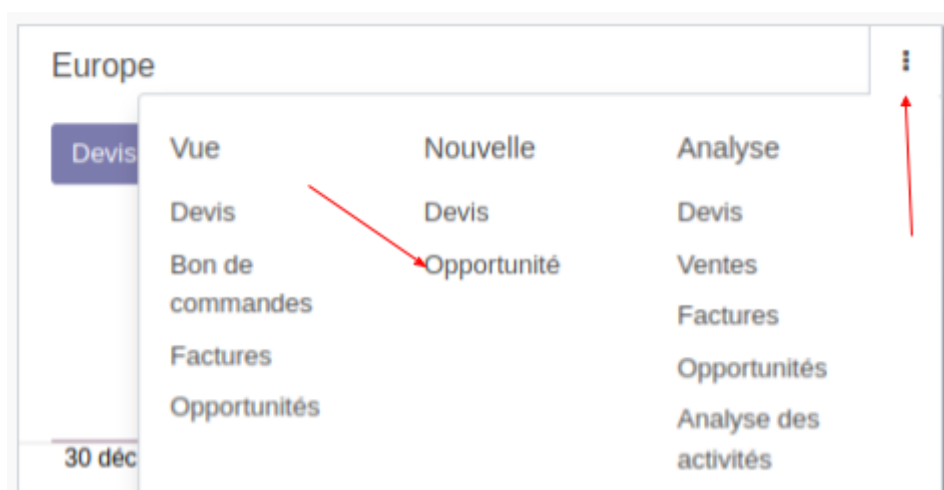 Europe
Devis
Vue
Nouvelle
Analyse
Devis
Devis
Devis
Bon de
commandes
Opportunité
Ventes
Factures
Factures
Opportunités
Opportunités
Analyse des
activités
30 déc